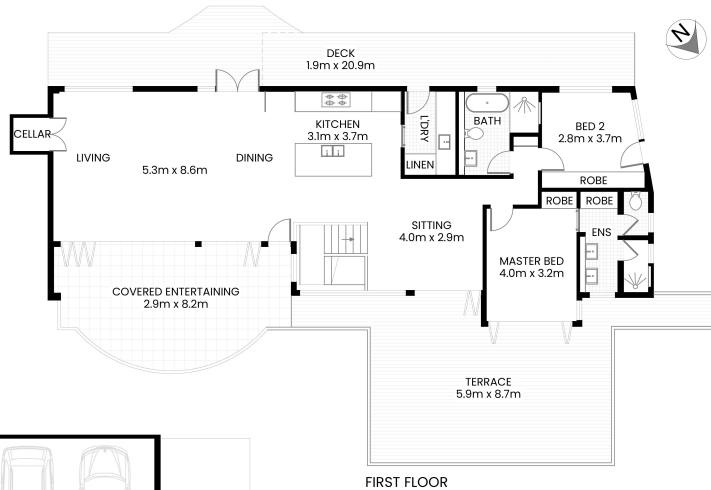 N
DECK
1.9m x 20.9m
CELLAR
LIVING
5.3m x 8.6m
DINING
KITCHEN
3.1m x 3.7m
L'DRY
LINEN
BATH
BED 2
2.8m x 3.7m
ROBE
ROBE
ROBE
SITTING
4.0m x 2.9m
ENS
MASTER BED
4.0m x 3.2m
COVERED ENTERTAINING
2.9m x 8.2m
TERRACE
5.9m x 8.7m
FIRST FLOOR